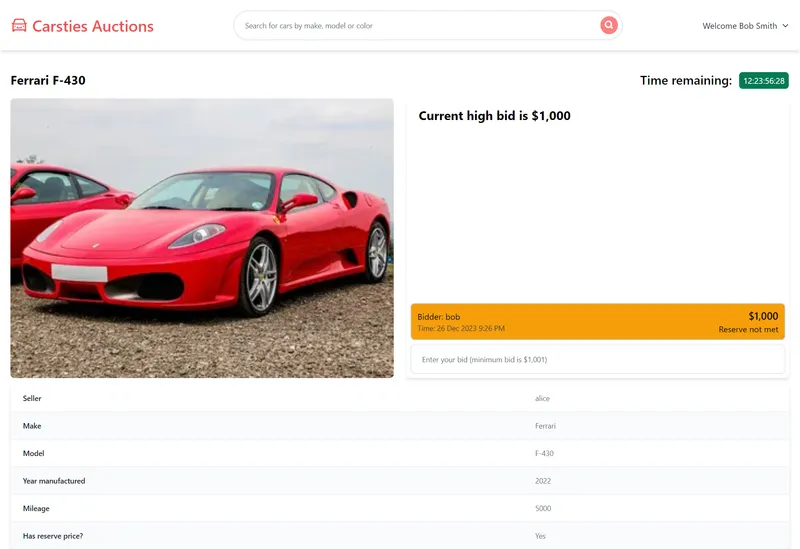 Carsties Auctions
Search for cars by make, model or color
Welcome Bob Smith
Ferrari F-430
Time remaining: 12:23:56:28
Current high bid is $1,000
Bidder: bob
$1,000
Time: 26 Dec 2023 9:26 PM
Reserve not met
Enter your bid (minimum bid is $1,001)
Seller alice
Make Ferrari
Model F-430
Year manufactured 2022
Mileage 5000
Has reserve price? Yes